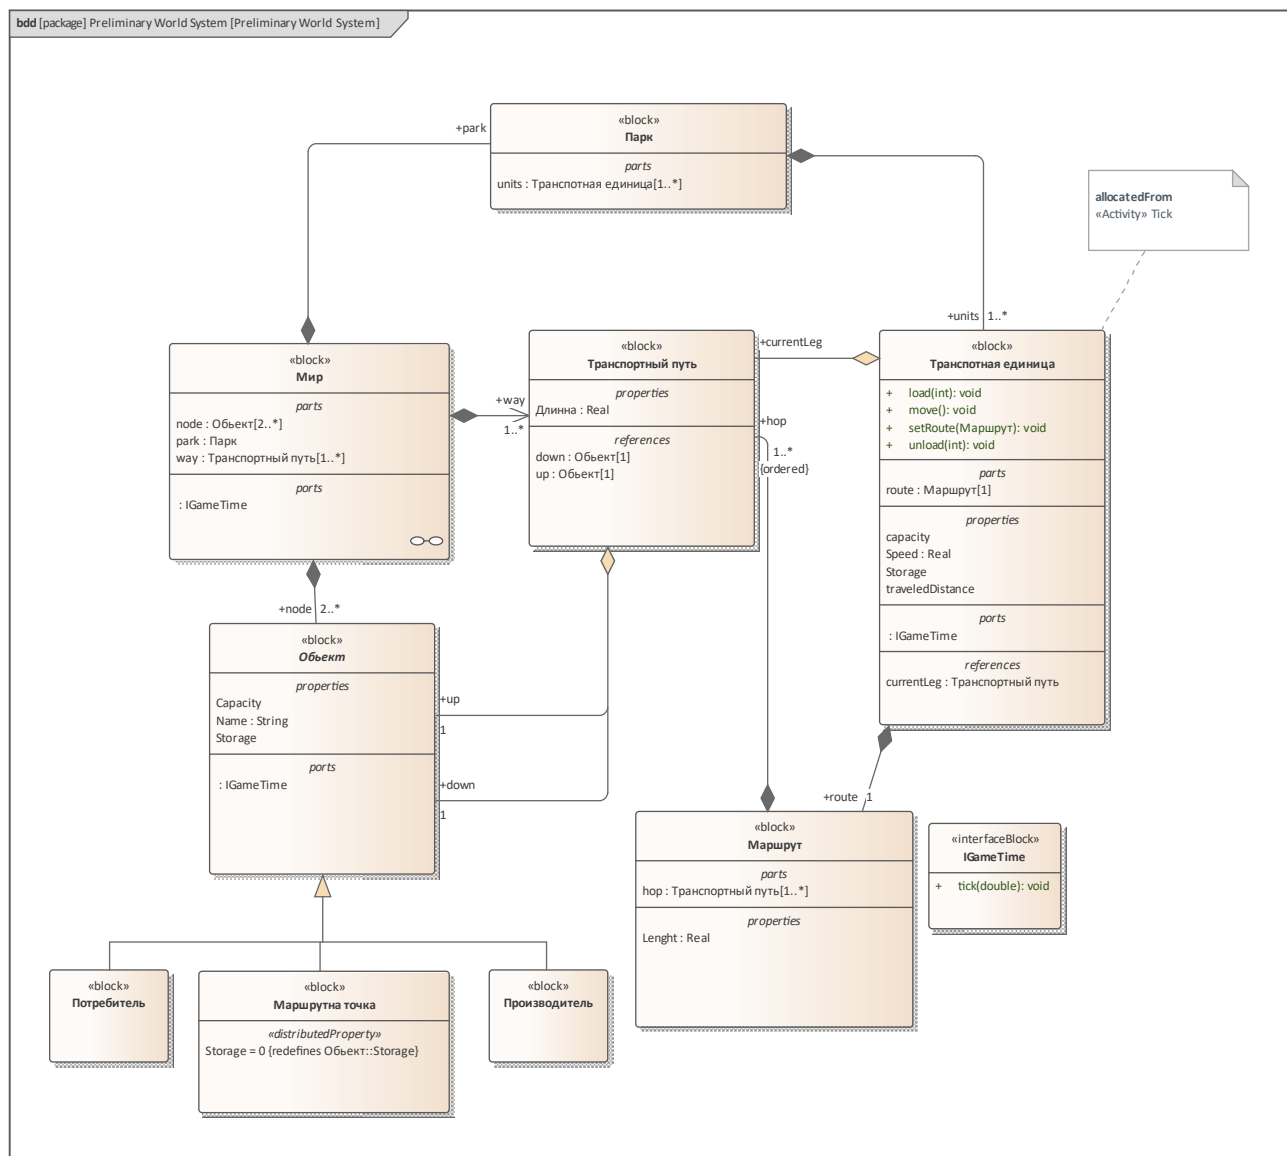 bdd [package] Preliminary World System [Preliminary World System]
+park
«block»
Парк
parts
units : Транспотная единица[1..*]
allocatedFrom
«Activity» Tick
+units 1..*
«block»
Мир
parts
node : Обьект[2..*]
park : Парк
way : Транспортный путь[1..*]
ports
: IGameTime
+way
1..*
«block»
Транспортный путь
properties
Длинна : Real
references
down : Обьект[1]
up : Обьект[1]
+currentLeg
+hop
1..*
{ordered}
«block»
Транспотная единица
+ load(int): void
+ move(): void
+ setRoute(Маршрут): void
+ unload(int): void
parts
route : Маршрут[1]
properties
capacity
Speed : Real
Storage
traveledDistance
ports
: IGameTime
references
currentLeg : Транспортный путь
+node 2..*
«block»
Обьект
properties
Capacity
Name : String
Storage
ports
: IGameTime
+up
1
+down
1
+route 1
«block»
Маршрут
parts
hop : Транспортный путь[1..*]
properties
Lenght : Real
«interfaceBlock»
IGameTime
+ tick(double): void
«block»
Потребитель
«block»
Маршрутна точка
«distributedProperty»
Storage = 0 {redefines Обьект::Storage}
«block»
Производитель